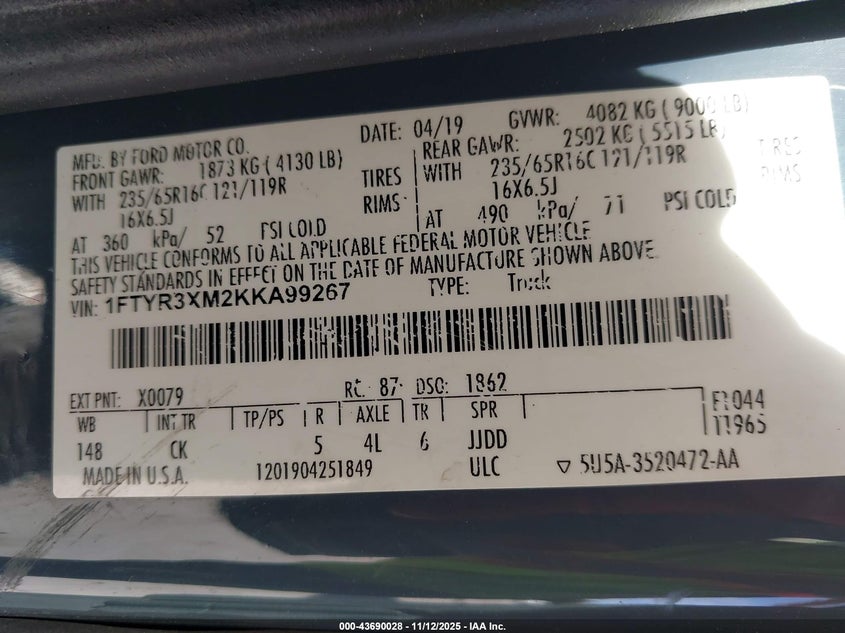 MFD. BY FORD MOTOR CO. DATE: 04/19 GVWR: 4082 KG ( 9000 LB)
FRONT GAWR: 1873 KG ( 4130 LB) REAR GAWR: 2502 KG ( 5515 LB)
WITH 235/65R16C 121/119R TIRES WITH 235/65R16C 121/119R TIRES
16X6.5J RIMS 16X6.5J RIMS
AT 360 kPa/ 52 PSI COLD AT 490 kPa/ 71 PSI COLD
THIS VEHICLE CONFORMS TO ALL APPLICABLE FEDERAL MOTOR VEHICLE
SAFETY STANDARDS IN EFFECT ON THE DATE OF MANUFACTURE SHOWN ABOVE.
VIN: 1FTYR3XM2KKA99267 TYPE: Truck
EXT PNT: X0079 RC: 87 DSO: 1862
WB INT TR TP/PS R AXLE TR SPR F1044
148 CK 5 4L 6 JJDD T1965
MADE IN U.S.A. 1201904251849 ULC ▽ 5U5A-3520472-AA
000-43690028 - 11/12/2025 - IAA Inc.